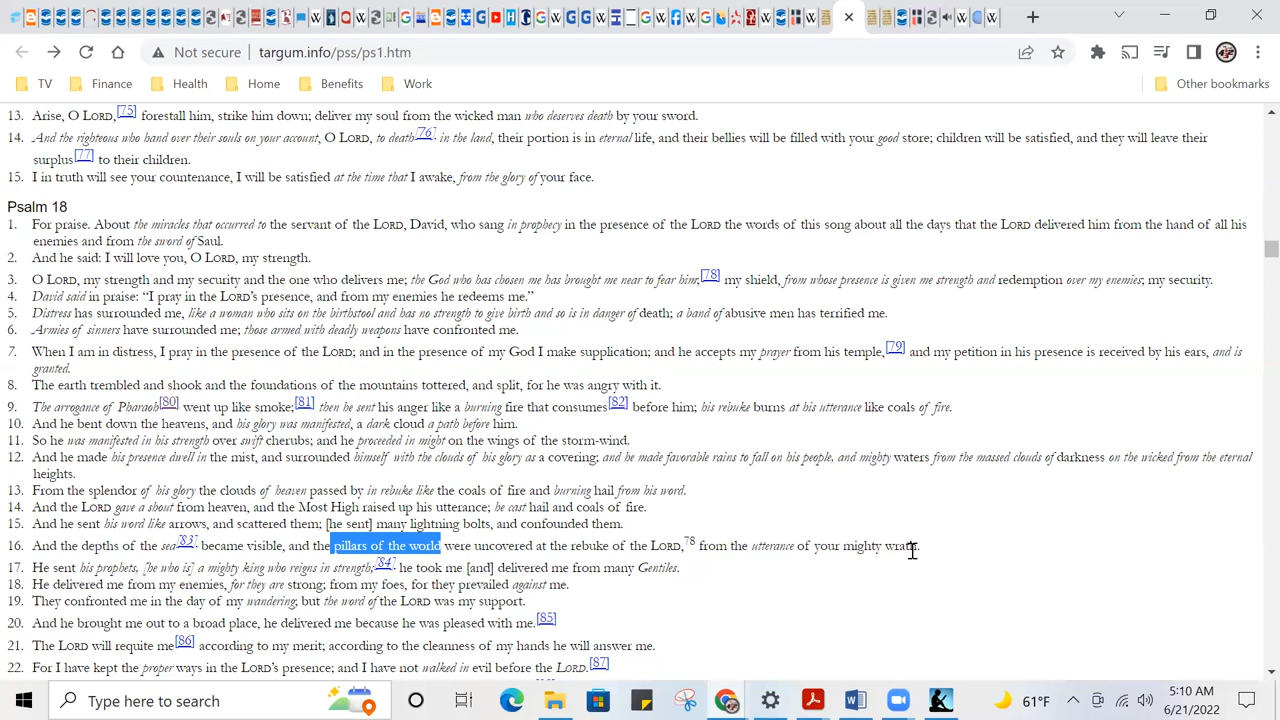 Not secure targum.info/pss/ps1.htm
TV Finance Health Home Benefits Work Other bookmarks
13. Arise, O LORD,[75] forestall him, strike him down; deliver my soul from the wicked man who deserves death by your sword.
14. And the righteous who hand over their souls on your account, O LORD, to death[76] in the land, their portion is in eternal life, and their bellies will be filled with your good store; children will be satisfied, and they will leave their
surplus[77] to their children.
15. I in truth will see your countenance, I will be satisfied at the time that I awake, from the glory of your face.
Psalm 18
1. For praise. About the miracles that occurred to the servant of the LORD, David, who sang in prophecy in the presence of the LORD the words of this song about all the days that the LORD delivered him from the hand of all his
enemies and from the sword of Saul.
2. And he said: I will love you, O LORD, my strength.
3. O LORD, my strength and my security and the one who delivers me; the God who has chosen me has brought me near to fear him;[78] my shield, from whose presence is given me strength and redemption over my enemies; my security.
4. David said in praise: “I pray in the LORD’s presence, and from my enemies he redeems me.”
5. Distress has surrounded me, like a woman who sits on the birthstool and has no strength to give birth and so is in danger of death; a band of abusive men has terrified me.
6. Armies of sinners have surrounded me; those armed with deadly weapons have confronted me.
7. When I am in distress, I pray in the presence of the LORD; and in the presence of my God I make supplication; and he accepts my prayer from his temple,[79] and my petition in his presence is received by his ears, and is
granted.
8. The earth trembled and shook and the foundations of the mountains tottered, and split, for he was angry with it.
9. The arrogance of Pharaoh[80] went up like smoke;[81] then he sent his anger like a burning fire that consumes[82] before him; his rebuke burns at his utterance like coals of fire.
10. And he bent down the heavens, and his glory was manifested, a dark cloud a path before him.
11. So he was manifested in his strength over swift cherubs; and he proceeded in might on the wings of the storm-wind.
12. And he made his presence dwell in the mist, and surrounded himself with the clouds of his glory as a covering; and he made favorable rains to fall on his people, and mighty waters from the massed clouds of darkness on the wicked from the eternal
heights.
13. From the splendor of his glory the clouds of heaven passed by in rebuke like the coals of fire and burning hail from his word.
14. And the LORD gave a shout from heaven, and the Most High raised up his utterance; he cast hail and coals of fire.
15. And he sent his word like arrows, and scattered them; [he sent] many lightning bolts, and confounded them.
16. And the depths of the sea[83] became visible, and the pillars of the world were uncovered at the rebuke of the LORD,78 from the utterance of your mighty wrath.
17. He sent his prophets, [he who is] a mighty king who reigns in strength;[84] he took me [and] delivered me from many Gentiles.
18. He delivered me from my enemies, for they are strong; from my foes, for they prevailed against me.
19. They confronted me in the day of my wandering; but the word of the LORD was my support.
20. And he brought me out to a broad place, he delivered me because he was pleased with me.[85]
21. The LORD will requite me[86] according to my merit; according to the cleanness of my hands he will answer me.
22. For I have kept the proper ways in the LORD’s presence; and I have not walked in evil before the LORD.[87]
Type here to search 61°F 5:10 AM
6/21/2022